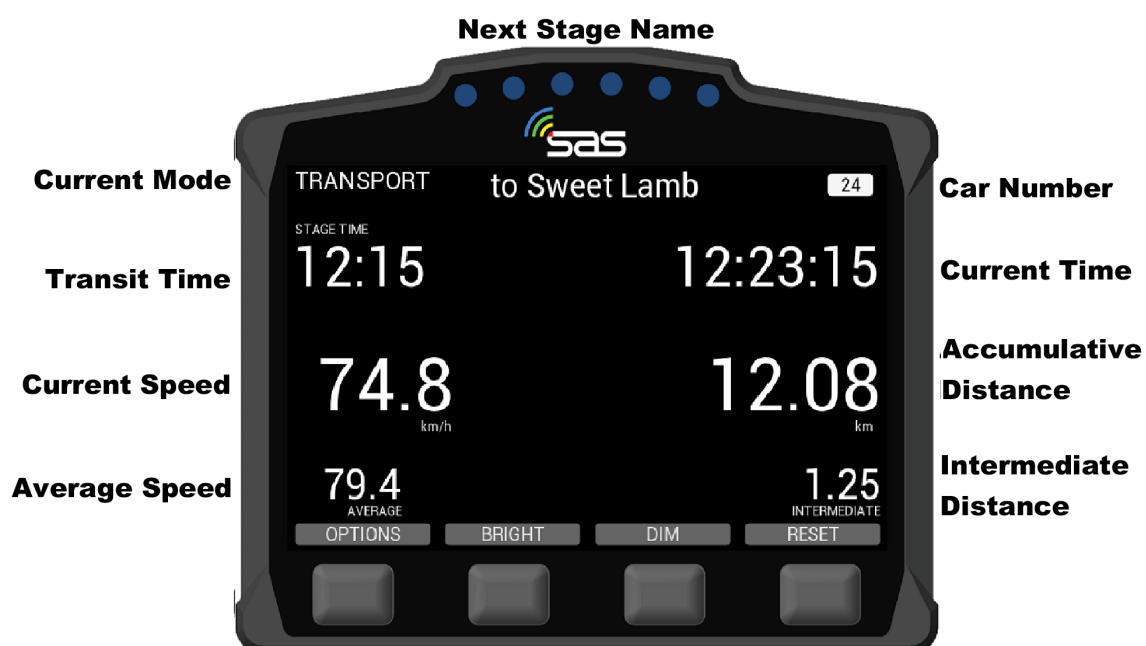 Next Stage Name
sas
Current Mode
TRANSPORT
to Sweet Lamb
24
Car Number
STAGE TIME
Transit Time
12:15
12:23:15
Current Time
Current Speed
74.8
km/h
12.08
km
Accumulative
Distance
Average Speed
79.4
AVERAGE
1.25
INTERMEDIATE
Intermediate
Distance
OPTIONS
BRIGHT
DIM
RESET